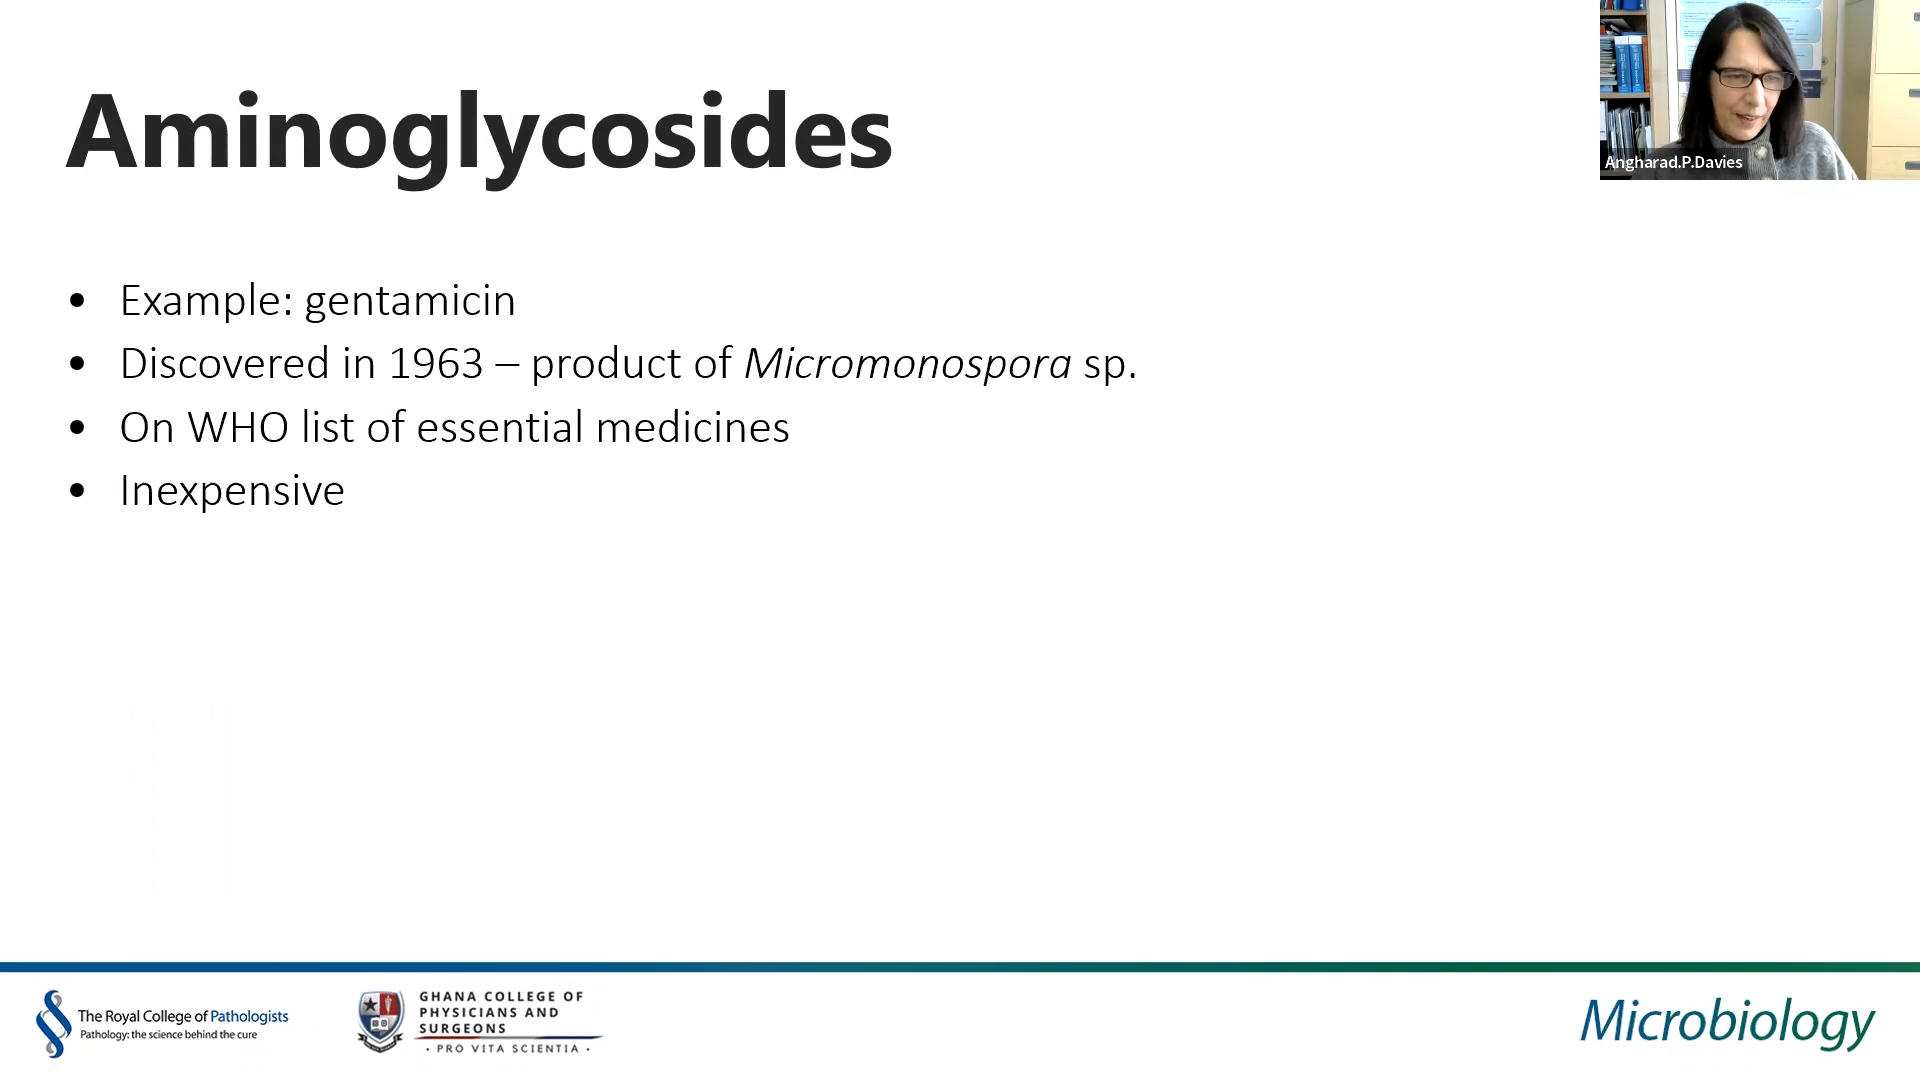 Aminoglycosides
Angharad.P.Davies
• Example: gentamicin
• Discovered in 1963 – product of Micromonospora sp.
• On WHO list of essential medicines
• Inexpensive
The Royal College of Pathologists
Pathology: the science behind the cure
GHANA COLLEGE OF
PHYSICIANS AND
SURGEONS
· PRO VITA SCIENTIA ·
Microbiology